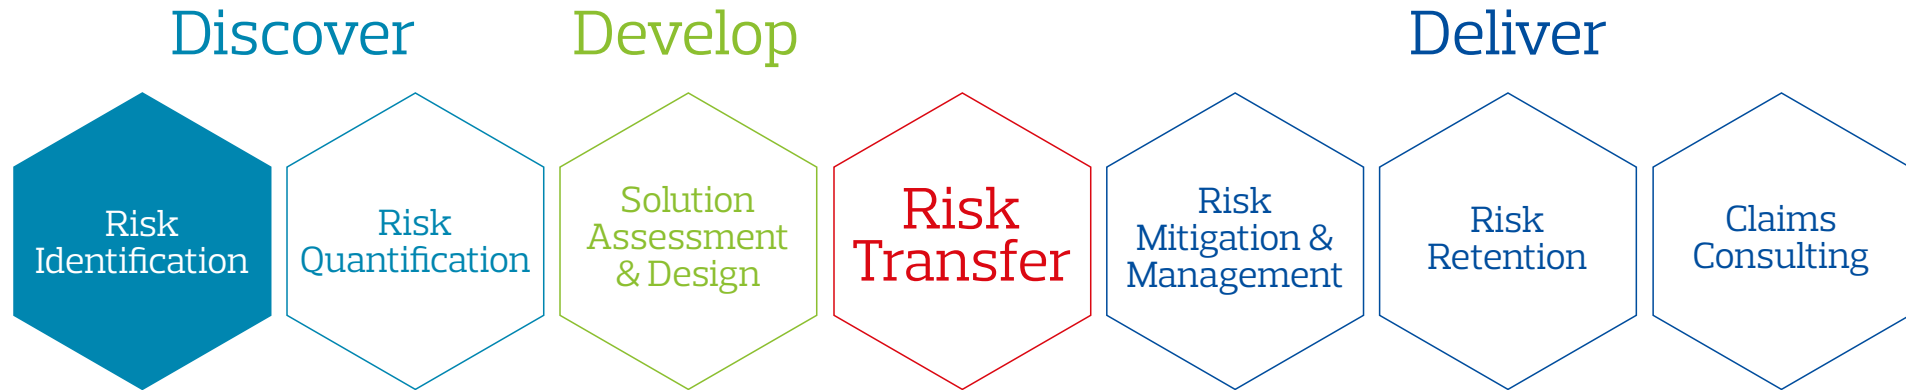 Discover
Develop
Deliver
Risk
Identification
Risk
Quantification
Solution
Assessment
& Design
Risk
Transfer
Risk
Mitigation &
Management
Risk
Retention
Claims
Consulting